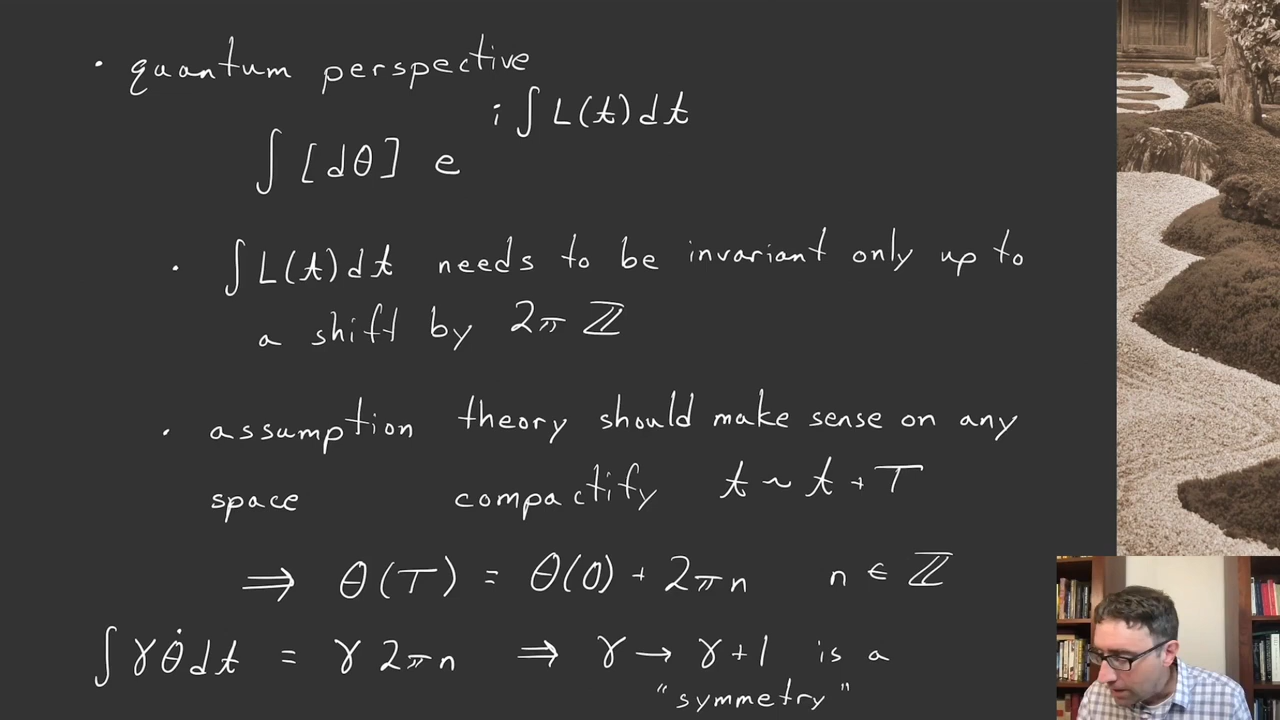 • quantum perspective
∫ [dθ] e^{i ∫ L(t) dt}
• ∫ L(t) dt needs to be invariant only up to
a shift by 2π ℤ
• assumption theory should make sense on any
space compactify t ~ t + T
⇒ θ(T) = θ(0) + 2πn n ∈ ℤ
∫ γ θ̇ dt = γ 2πn ⇒ γ → γ + 1 is a
"symmetry"